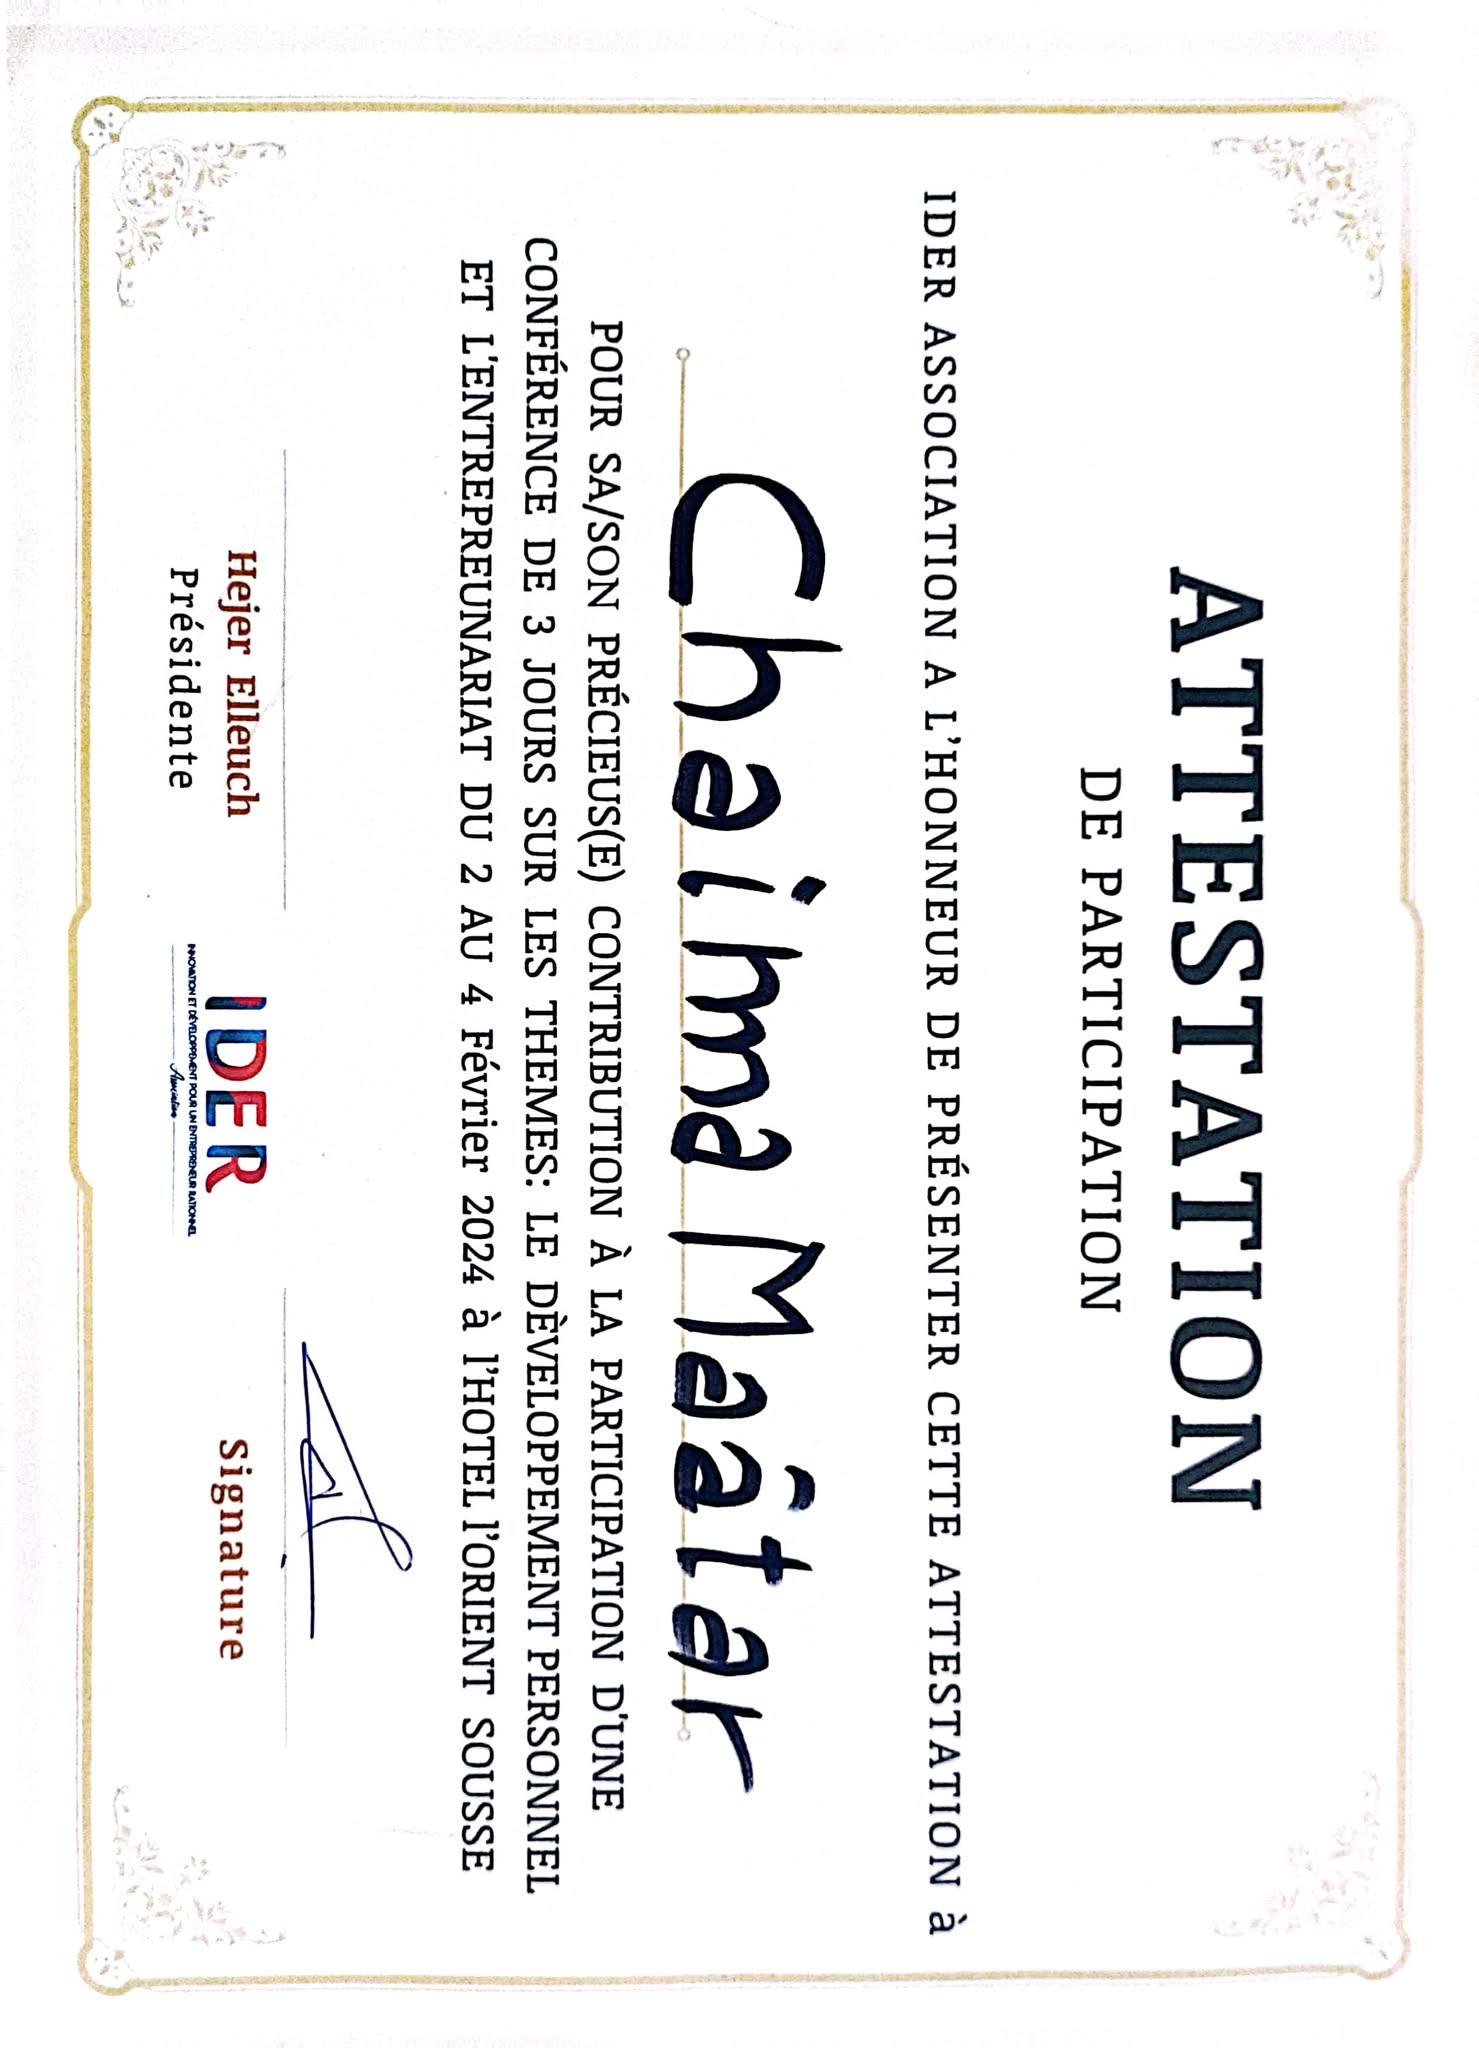 ATTESTATION
DE PARTICIPATION
IDER ASSOCIATION A L’HONNEUR DE PRÉSENTER CETTE ATTESTATION à
Chaima Maâtar
POUR SA/SON PRÉCIEUS(E) CONTRIBUTION À LA PARTICIPATION D'UNE
CONFÉRENCE DE 3 JOURS SUR LES THEMES: LE DÈVELOPPEMENT PERSONNEL
ET L'ENTREPREUNARIAT DU 2 AU 4 Février 2024 à l’HOTEL l’ORIENT SOUSSE
Hejer Elleuch
Présidente
IDER
INNOVATION ET DÉVELOPPEMENT POUR UN ENTREPRENEUR RATIONNEL
Association
Signature